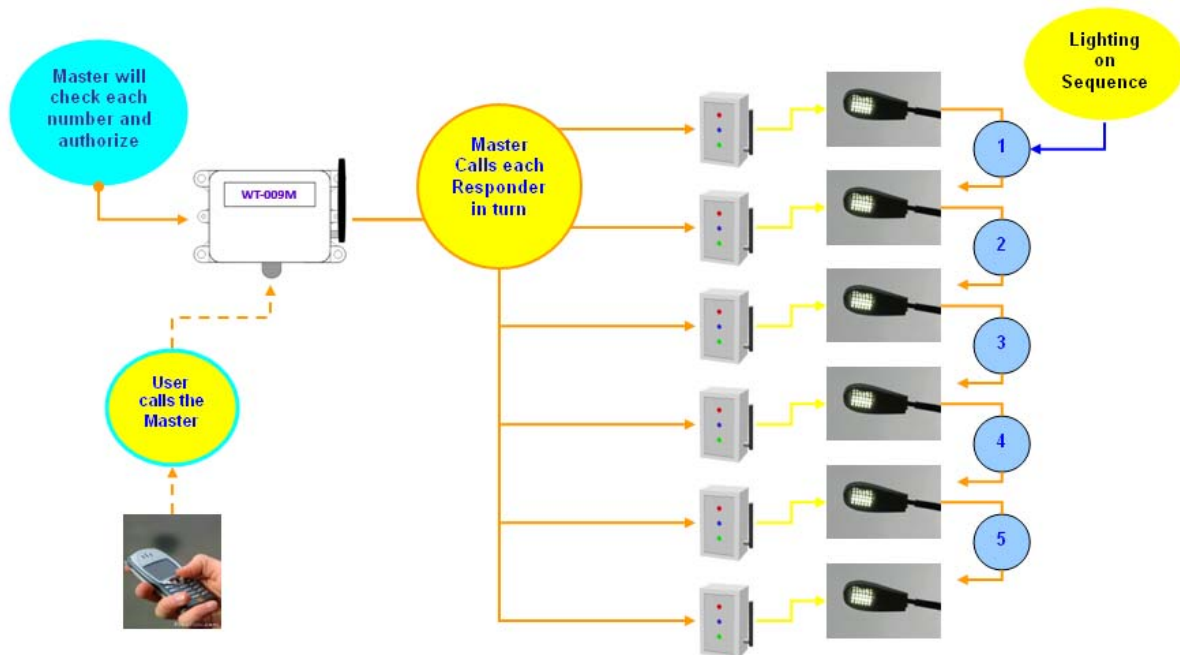 Master will
check each
number and
authorize
WT-009M
User
calls the
Master
Master
Calls each
Responder
in turn
Lighting
on
Sequence
1
2
3
4
5